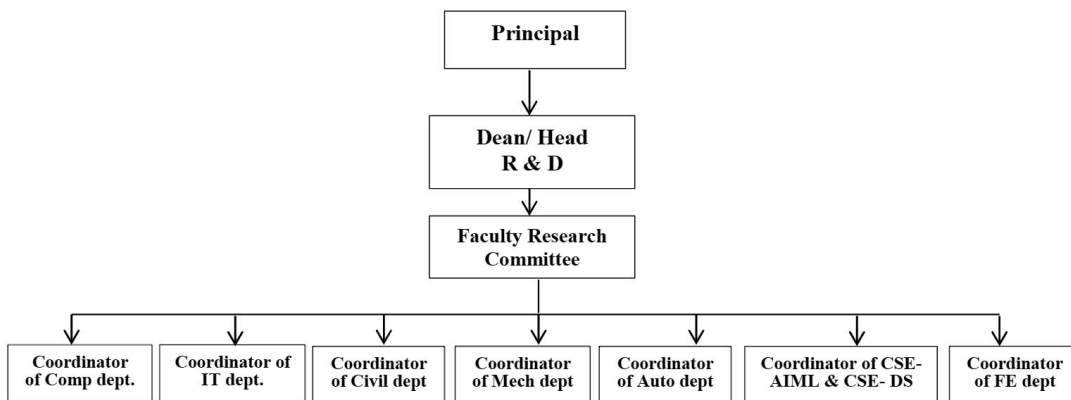 Principal
Dean/ Head
R & D
Faculty Research
Committee
Coordinator
of Comp dept.
Coordinator of
IT dept.
Coordinator
of Civil dept
Coordinator
of Mech dept
Coordinator
of Auto dept
Coordinator of CSE-
AIML & CSE- DS
Coordinator
of FE dept